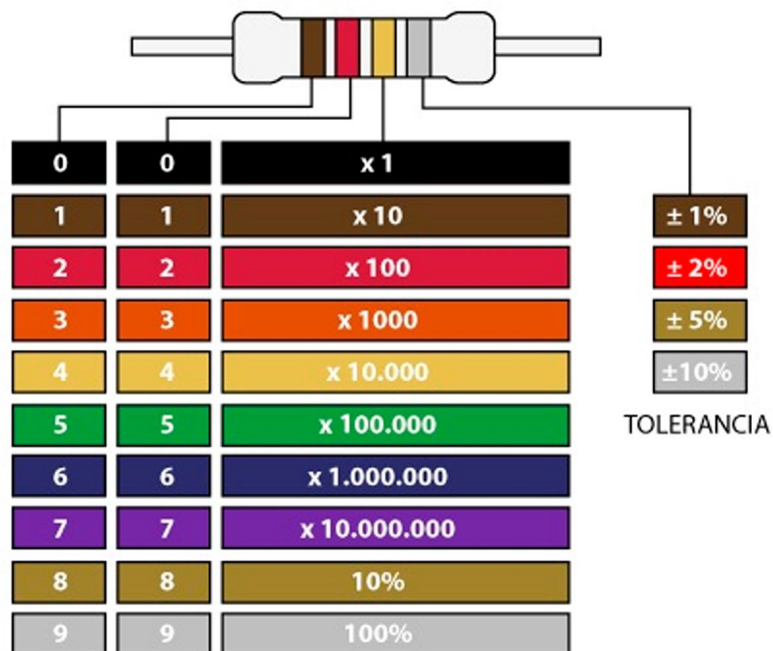 0 0 x 1
1 1 x 10 ± 1%
2 2 x 100 ± 2%
3 3 x 1000 ± 5%
4 4 x 10.000 ±10%
5 5 x 100.000 TOLERANCIA
6 6 x 1.000.000
7 7 x 10.000.000
8 8 10%
9 9 100%